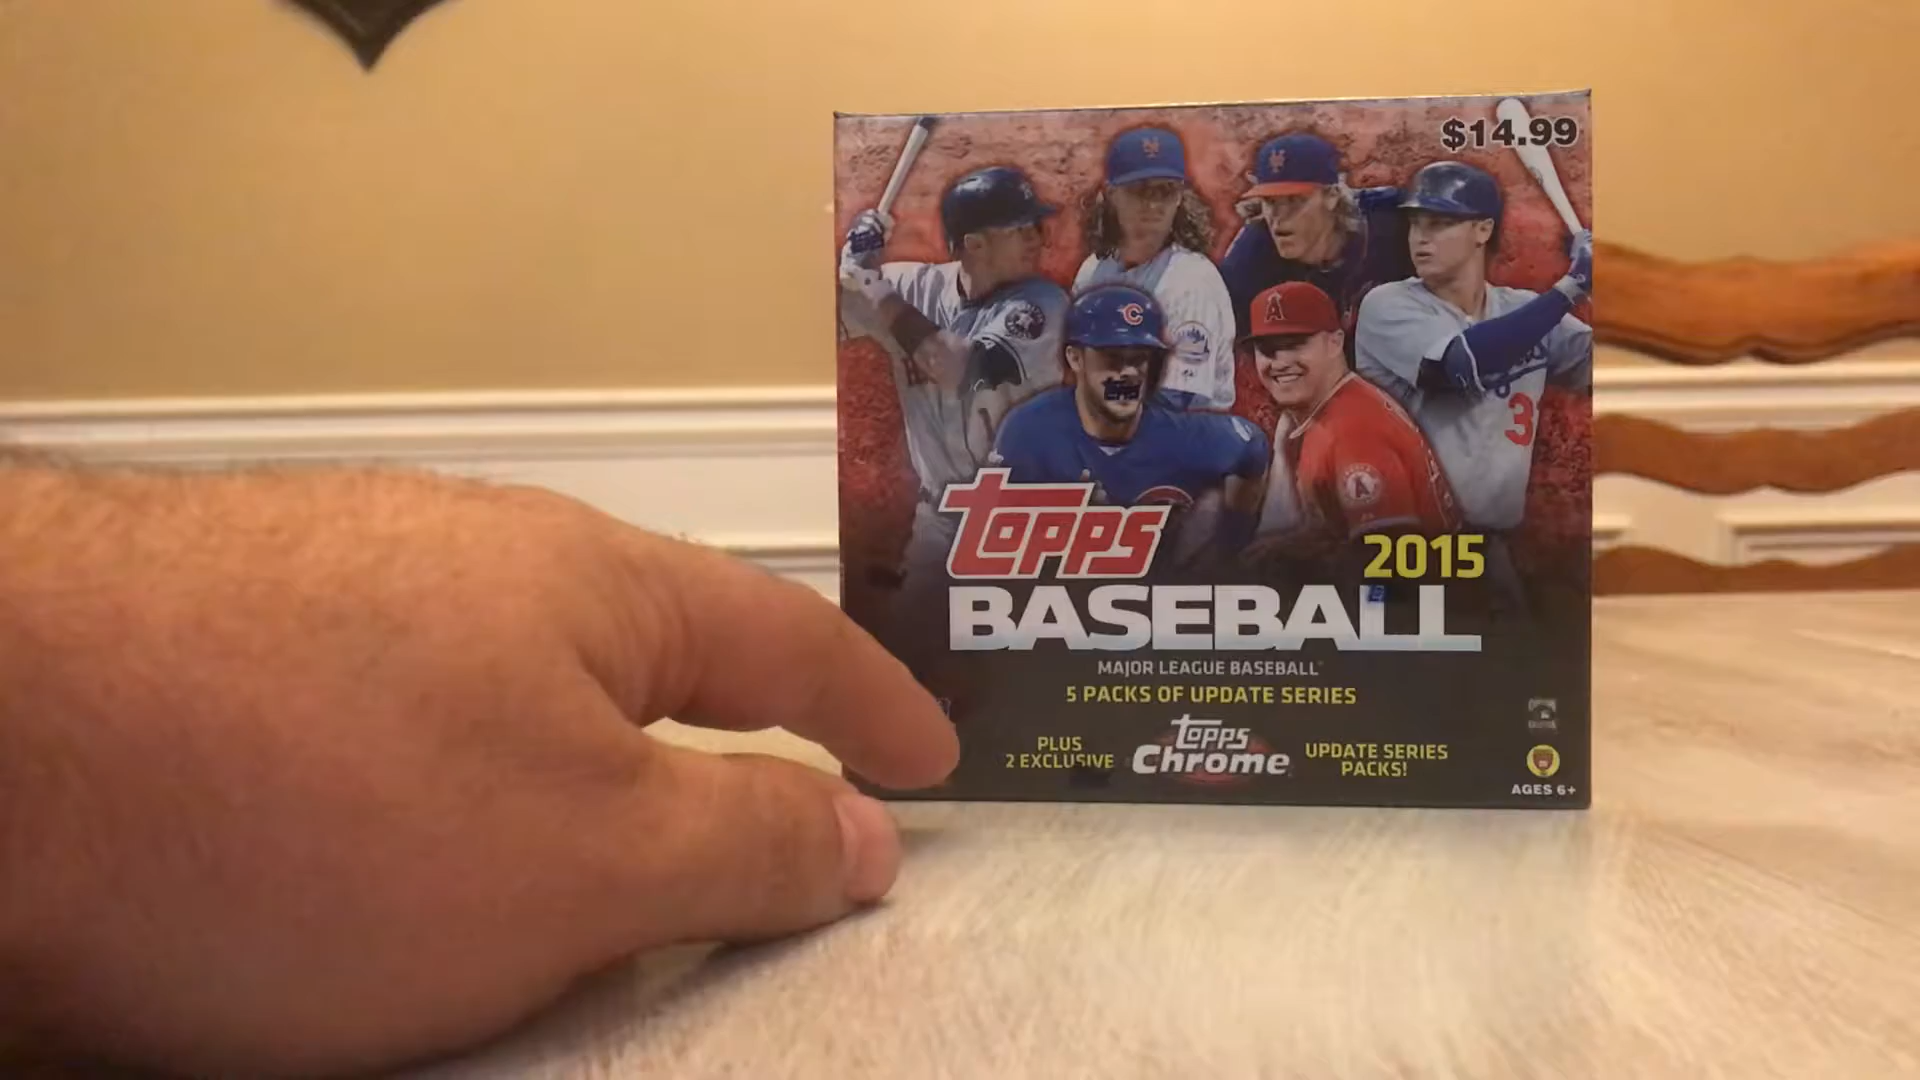 $14.99
topps
2015
BASEBALL
MAJOR LEAGUE BASEBALL
5 PACKS OF UPDATE SERIES
PLUS
2 EXCLUSIVE
topps
Chrome
UPDATE SERIES
PACKS!
AGES 6+
3